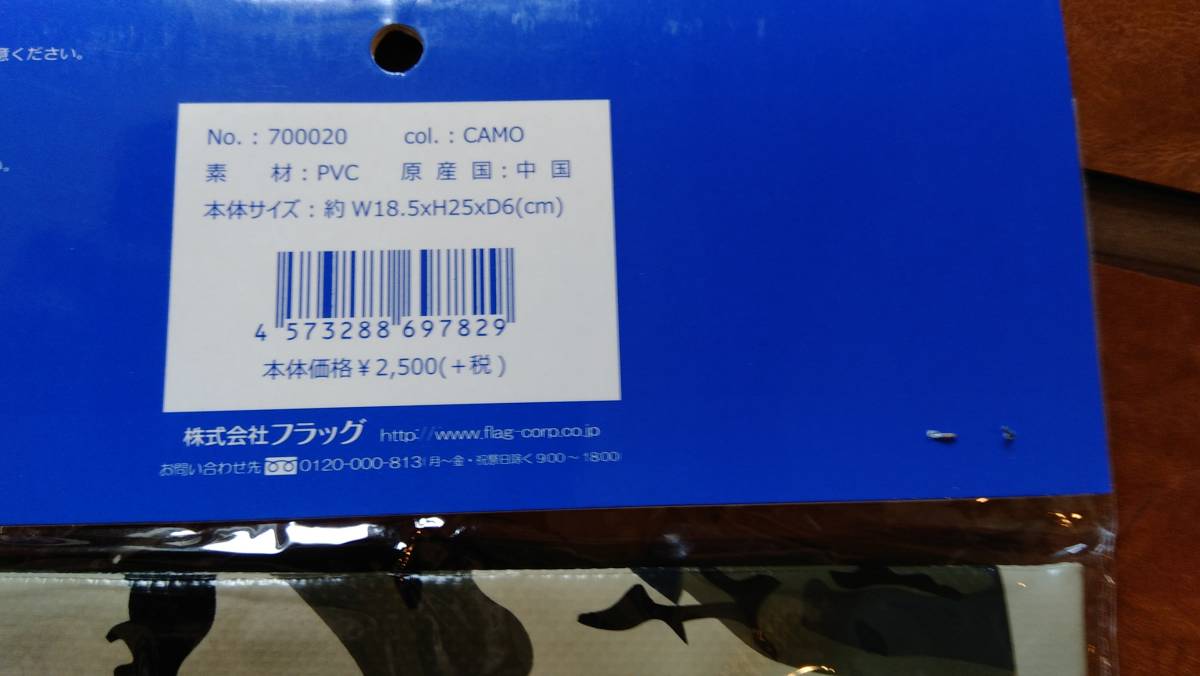 意ください。
No. : 700020 col. : CAMO
素 材 : PVC 原 産 国 : 中 国
本体サイズ : 約 W18.5xH25xD6(cm)
4 573288 697829
本体価格￥2,500(＋税)
株式会社フラッグ http://www.flag-corp.co.jp
お問い合わせ先 0120-000-813(月～金・祝祭日除く9:00～18:00)